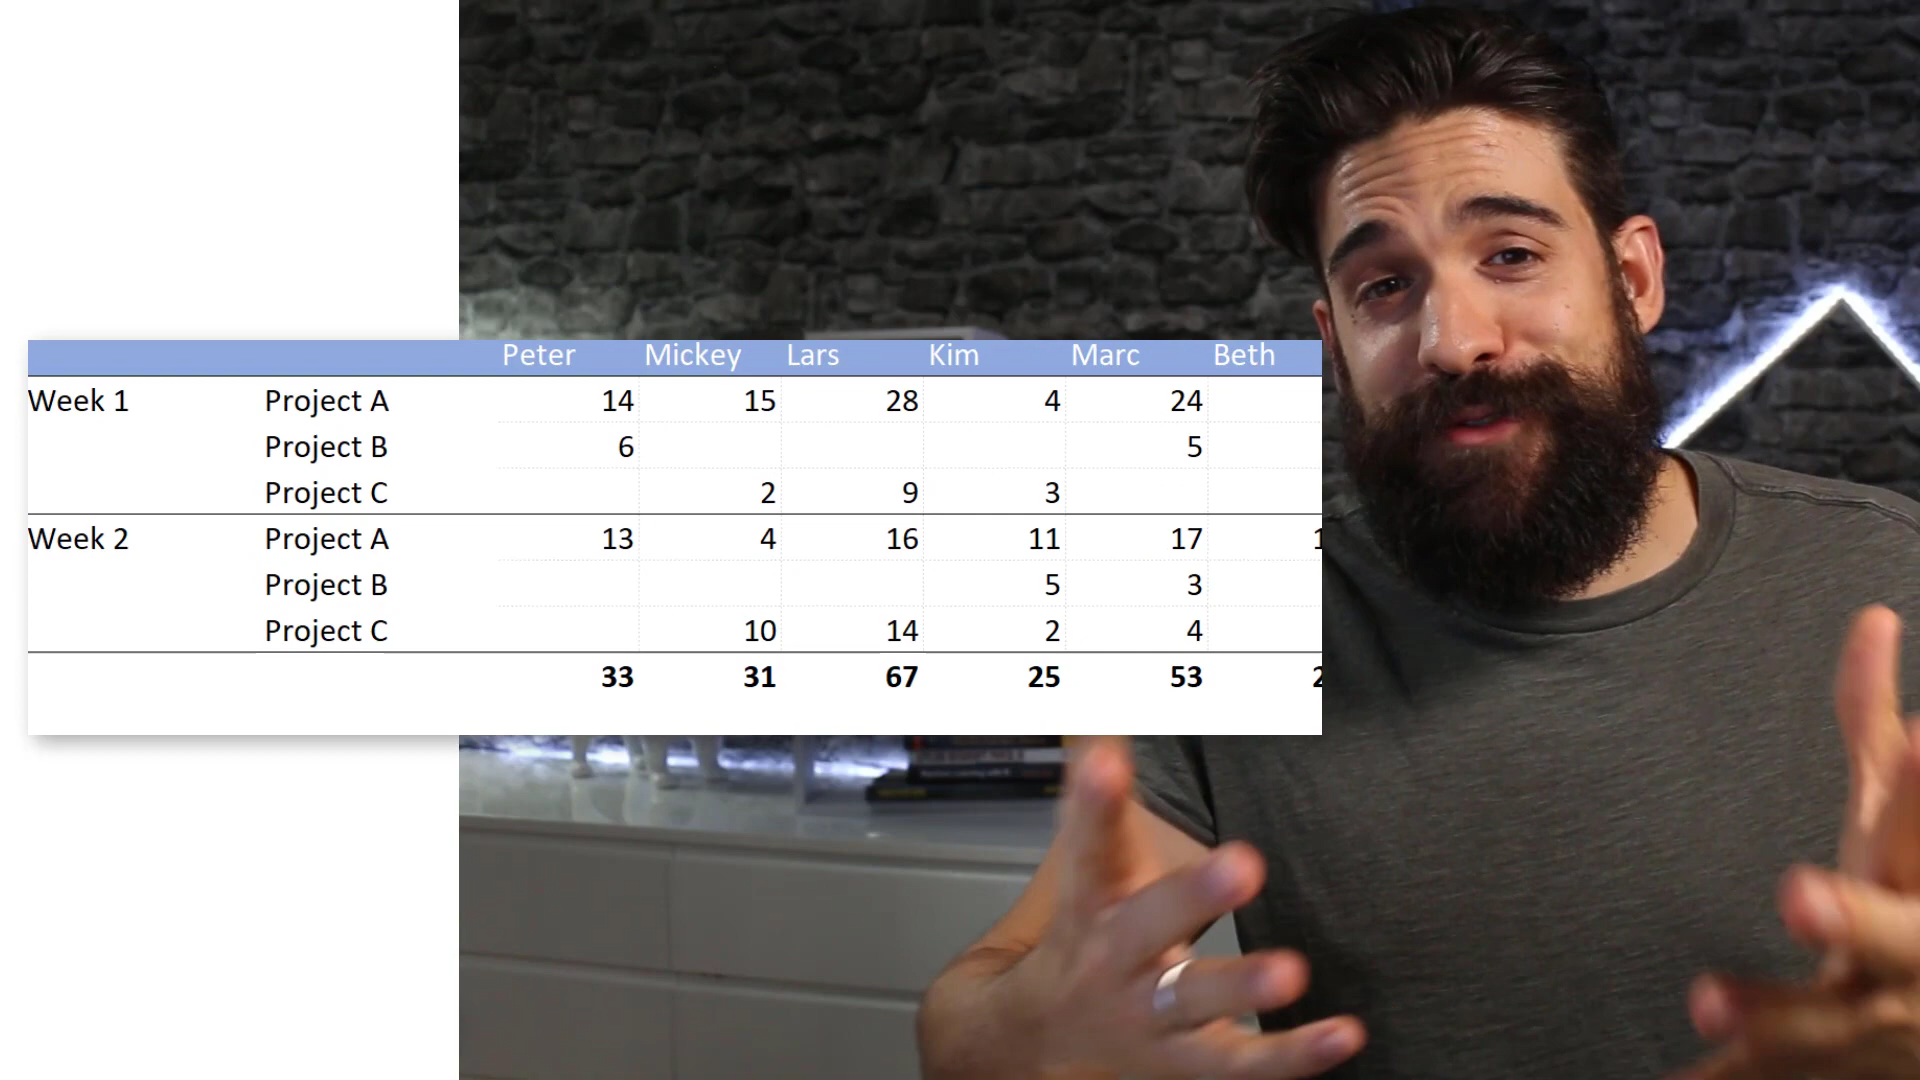 Peter Mickey Lars Kim Marc Beth
Week 1 Project A 14 15 28 4 24
Project B 6 5
Project C 2 9 3
Week 2 Project A 13 4 16 11 17
Project B 5 3
Project C 10 14 2 4
33 31 67 25 53